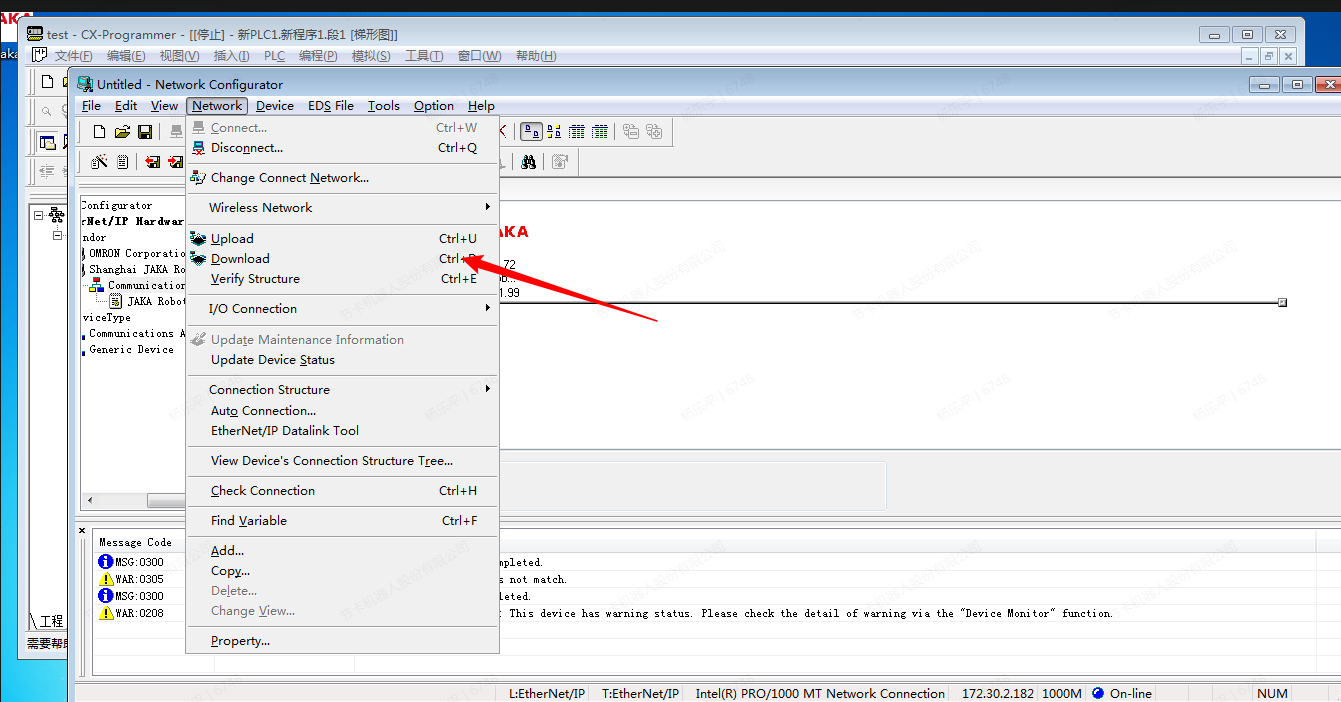 AKA
aka
test - CX-Programmer - [[停止] - 新PLC1.新程序1.段1 [梯形图]]
文件(F) 编辑(E) 视图(V) 插入(I) PLC 编程(P) 模拟(S) 工具(T) 窗口(W) 帮助(H)
Untitled - Network Configurator
File Edit View Network Device EDS File Tools Option Help
Connect... Ctrl+W
Disconnect... Ctrl+Q
Change Connect Network...
Wireless Network
Upload Ctrl+U
Download
Verify Structure Ctrl+E
I/O Connection
Update Maintenance Information
Update Device Status
Connection Structure
Auto Connection...
EtherNet/IP Datalink Tool
View Device's Connection Structure Tree...
Check Connection Ctrl+H
Find Variable Ctrl+F
Add...
Copy...
Delete...
Change View...
Property...
Configurator
rNet/IP Hardwar
ndor
OMRON Corporatio
Shanghai JAKA Ro
Communication
JAKA Robot
viceType
Communications A
Generic Device
AKA
72
1.99
Message Code
MSG:0300 mpleted.
WAR:0305 s not match.
MSG:0300 leted.
WAR:0208 : This device has warning status. Please check the detail of warning via the "Device Monitor" function.
工程
需要帮助
L:EtherNet/IP T:EtherNet/IP Intel(R) PRO/1000 MT Network Connection 172.30.2.182 1000M On-line NUM